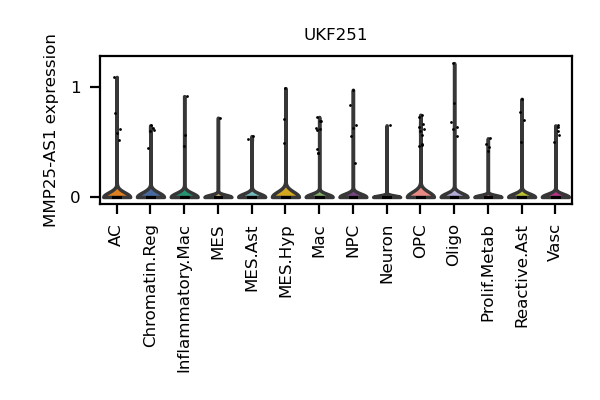 UKF251
MMP25-AS1 expression
1
0
AC
Chromatin.Reg
Inflammatory.Mac
MES
MES.Ast
MES.Hyp
Mac
NPC
Neuron
OPC
Oligo
Prolif.Metab
Reactive.Ast
Vasc